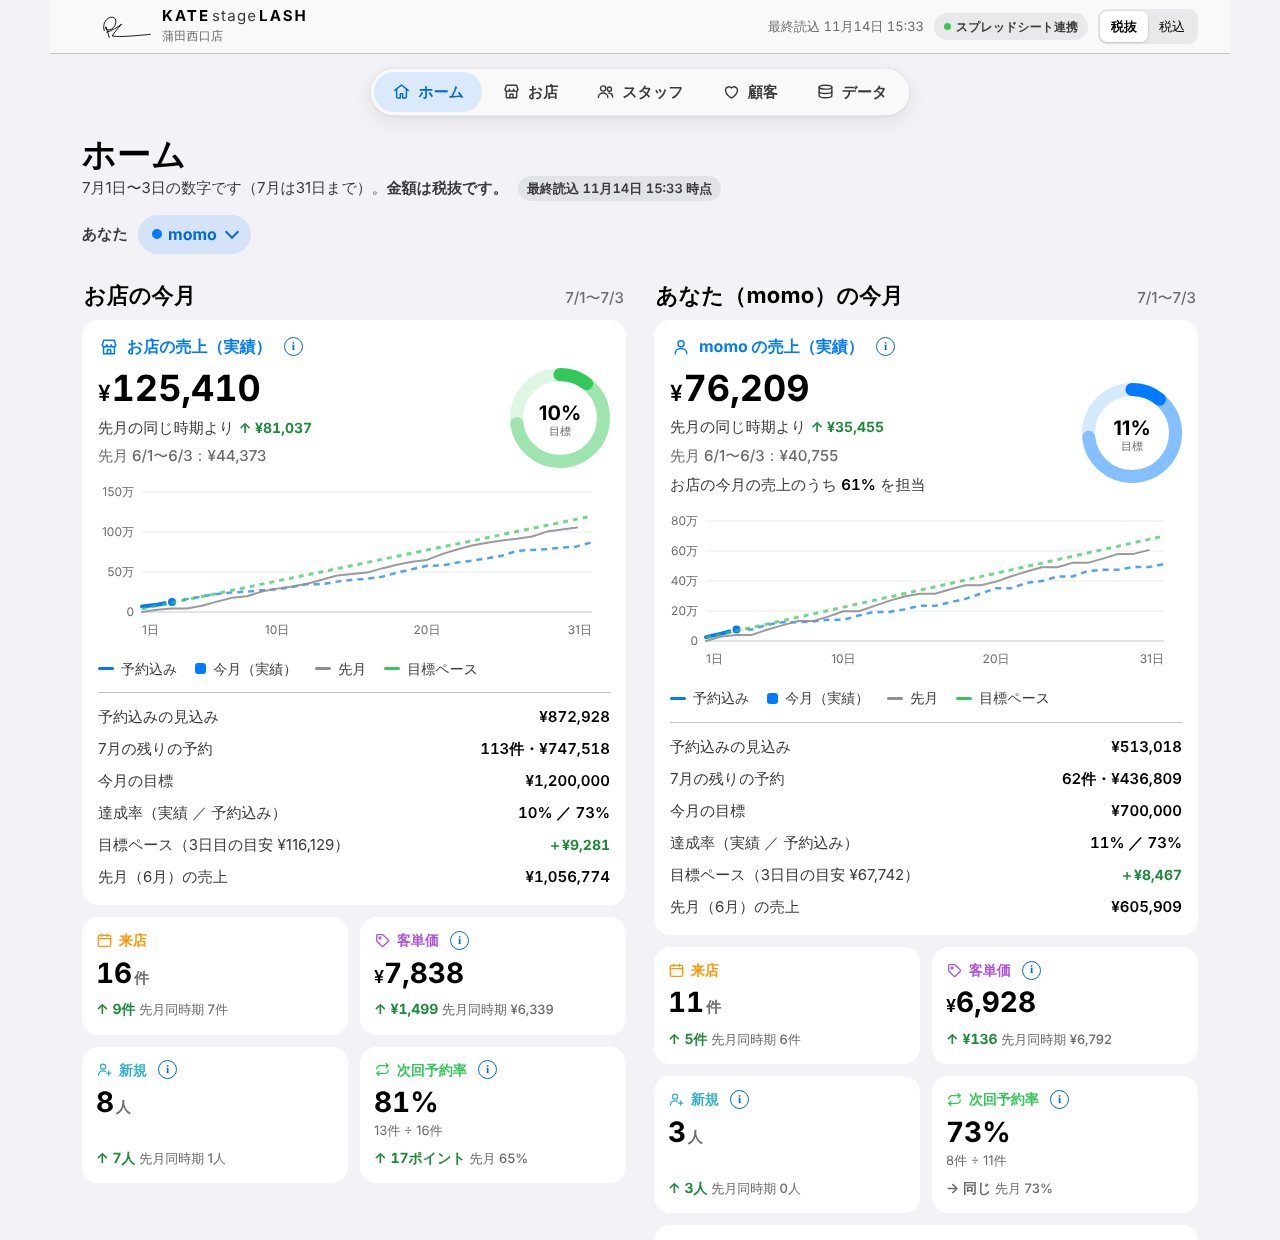 KATE stage LASH
蒲田西口店
最終読込 11月14日 15:33
スプレッドシート連携
税抜 税込
ホーム お店 スタッフ 顧客 データ
ホーム
7月1日〜3日の数字です（7月は31日まで）。金額は税抜です。 最終読込 11月14日 15:33 時点
あなた momo
お店の今月 7/1〜7/3
お店の売上（実績） i
¥125,410
先月の同じ時期より ↑ ¥81,037
先月 6/1〜6/3：¥44,373
10%
目標
150万
100万
50万
0
1日 10日 20日 31日
予約込み 今月（実績） 先月 目標ペース
予約込みの見込み ¥872,928
7月の残りの予約 113件・¥747,518
今月の目標 ¥1,200,000
達成率（実績 ／ 予約込み） 10% ／ 73%
目標ペース（3日目の目安 ¥116,129） ＋¥9,281
先月（6月）の売上 ¥1,056,774
来店
16件
↑ 9件 先月同時期 7件
客単価 i
¥7,838
↑ ¥1,499 先月同時期 ¥6,339
新規 i
8人
↑ 7人 先月同時期 1人
次回予約率 i
81%
13件 ÷ 16件
↑ 17ポイント 先月 65%
あなた（momo）の今月 7/1〜7/3
momo の売上（実績） i
¥76,209
先月の同じ時期より ↑ ¥35,455
先月 6/1〜6/3：¥40,755
お店の今月の売上のうち 61% を担当
11%
目標
80万
60万
40万
20万
0
1日 10日 20日 31日
予約込み 今月（実績） 先月 目標ペース
予約込みの見込み ¥513,018
7月の残りの予約 62件・¥436,809
今月の目標 ¥700,000
達成率（実績 ／ 予約込み） 11% ／ 73%
目標ペース（3日目の目安 ¥67,742） ＋¥8,467
先月（6月）の売上 ¥605,909
来店
11件
↑ 5件 先月同時期 6件
客単価 i
¥6,928
↑ ¥136 先月同時期 ¥6,792
新規 i
3人
↑ 3人 先月同時期 0人
次回予約率 i
73%
8件 ÷ 11件
→ 同じ 先月 73%